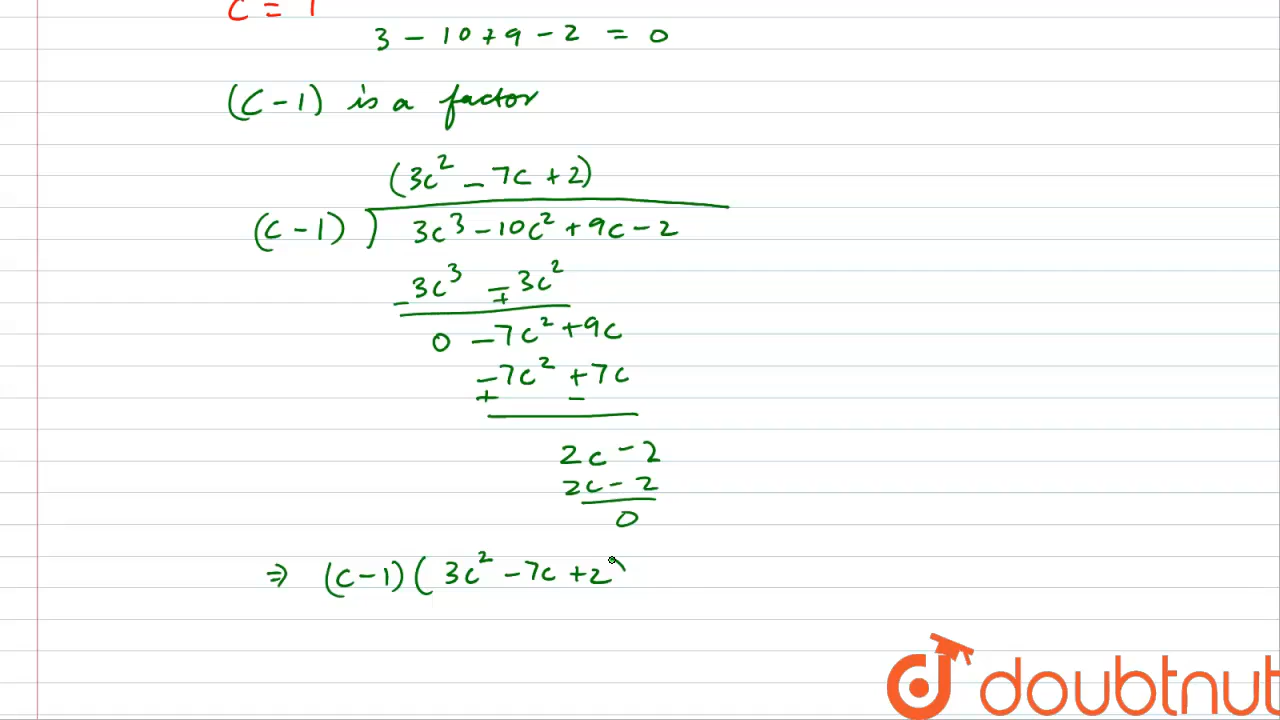 C = 1
3 - 10 + 9 - 2 = 0
(C - 1) is a factor
(3c² - 7c + 2)
(c - 1) ) 3c³ - 10c² + 9c - 2
- 3c³ - + 3c²
0 - 7c² + 9c
- 7c² + 7c
+ -
2c - 2
2c - 2
0
⇒ (c - 1) ( 3c² - 7c + 2 )
doubtnut